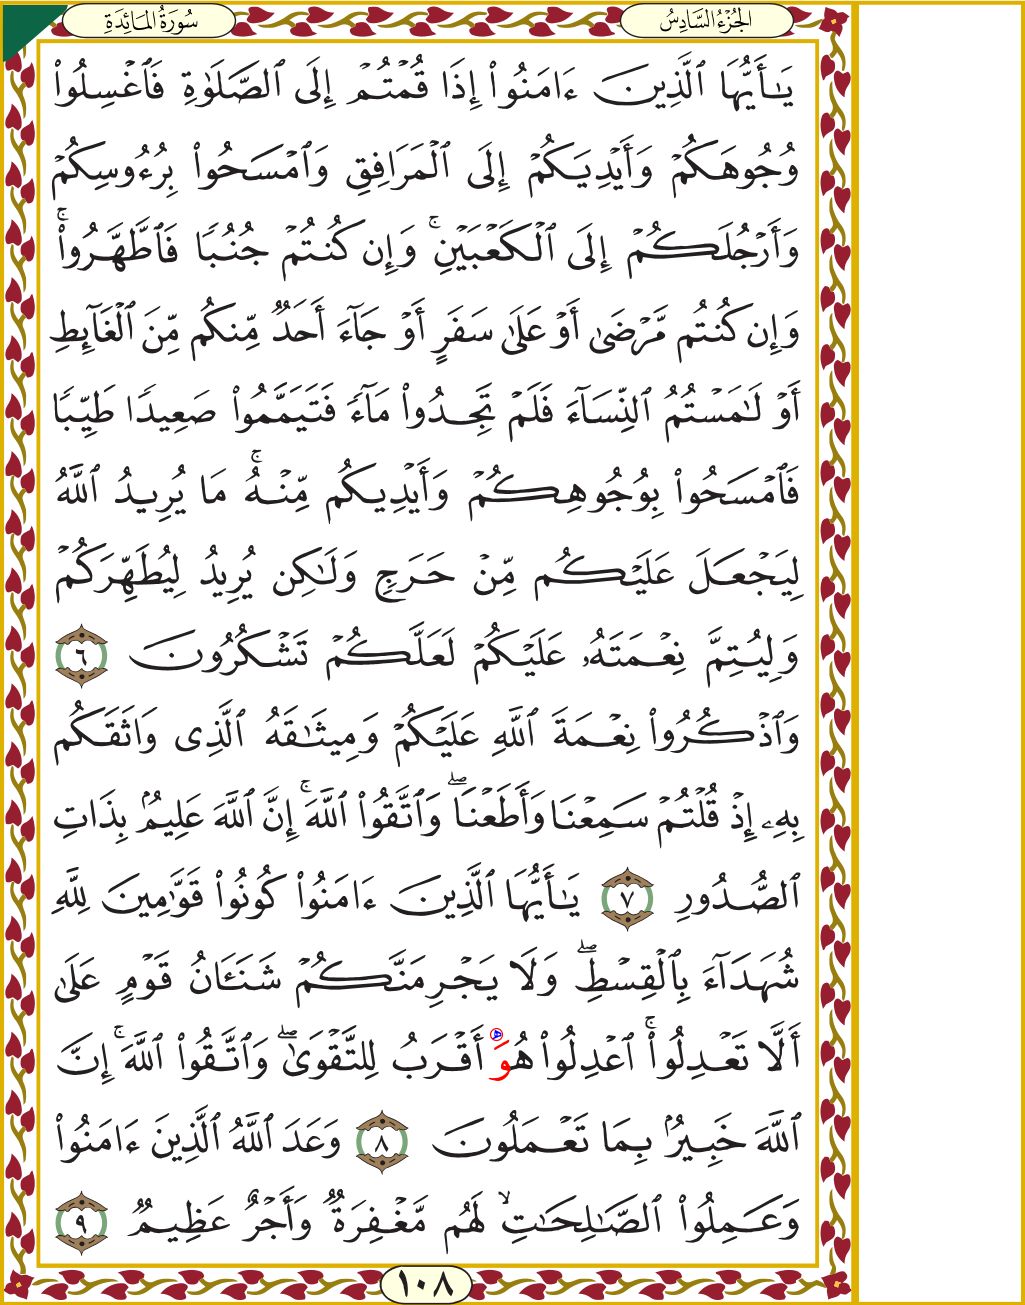 الجُزْءُ السَّادِسُ
سُورَةُ المَائِدَةِ
يَٰٓأَيُّهَا ٱلَّذِينَ ءَامَنُوٓا۟ إِذَا قُمْتُمْ إِلَى ٱلصَّلَوٰةِ فَٱغْسِلُوا۟
وُجُوهَكُمْ وَأَيْدِيَكُمْ إِلَى ٱلْمَرَافِقِ وَٱمْسَحُوا۟ بِرُءُوسِكُمْ
وَأَرْجُلَكُمْ إِلَى ٱلْكَعْبَيْنِ ۚ وَإِن كُنتُمْ جُنُبًا فَٱطَّهَّرُوا۟ ۚ
وَإِن كُنتُم مَّرْضَىٰٓ أَوْ عَلَىٰ سَفَرٍ أَوْ جَآءَ أَحَدٌ مِّنكُم مِّنَ ٱلْغَآئِطِ
أَوْ لَٰمَسْتُمُ ٱلنِّسَآءَ فَلَمْ تَجِدُوا۟ مَآءً فَتَيَمَّمُوا۟ صَعِيدًا طَيِّبًا
فَٱمْسَحُوا۟ بِوُجُوهِكُمْ وَأَيْدِيكُم مِّنْهُ ۚ مَا يُرِيدُ ٱللَّهُ
لِيَجْعَلَ عَلَيْكُم مِّنْ حَرَجٍ وَلَٰكِن يُرِيدُ لِيُطَهِّرَكُمْ
وَلِيُتِمَّ نِعْمَتَهُۥ عَلَيْكُمْ لَعَلَّكُمْ تَشْكُرُونَ ٦
وَٱذْكُرُوا۟ نِعْمَةَ ٱللَّهِ عَلَيْكُمْ وَمِيثَٰقَهُ ٱلَّذِى وَاثَقَكُم
بِهِۦٓ إِذْ قُلْتُمْ سَمِعْنَا وَأَطَعْنَا ۖ وَٱتَّقُوا۟ ٱللَّهَ ۚ إِنَّ ٱللَّهَ عَلِيمٌۢ بِذَاتِ
ٱلصُّدُورِ ٧ يَٰٓأَيُّهَا ٱلَّذِينَ ءَامَنُوا۟ كُونُوا۟ قَوَّٰمِينَ لِلَّهِ
شُهَدَآءَ بِٱلْقِسْطِ ۖ وَلَا يَجْرِمَنَّكُمْ شَنَـَٔانُ قَوْمٍ عَلَىٰٓ
أَلَّا تَعْدِلُوا۟ ۚ ٱعْدِلُوا۟ هُوَ أَقْرَبُ لِلتَّقْوَىٰ ۖ وَٱتَّقُوا۟ ٱللَّهَ ۚ إِنَّ
ٱللَّهَ خَبِيرٌۢ بِمَا تَعْمَلُونَ ٨ وَعَدَ ٱللَّهُ ٱلَّذِينَ ءَامَنُوا۟
وَعَمِلُوا۟ ٱلصَّٰلِحَٰتِ ۙ لَهُم مَّغْفِرَةٌ وَأَجْرٌ عَظِيمٌ ٩
١٠٨